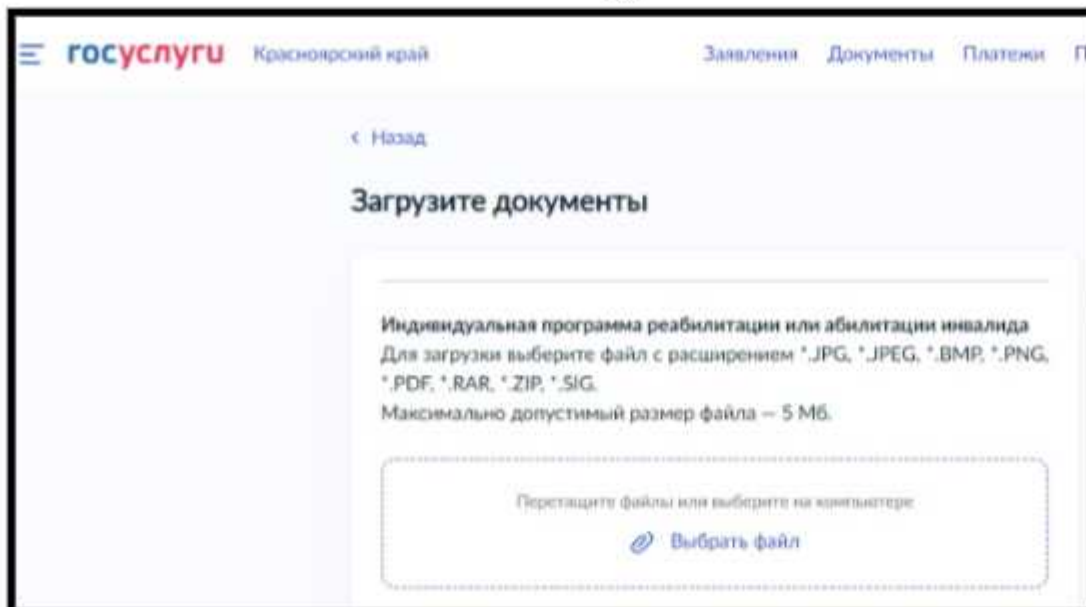 госуслуги Красноярский край Заявления Документы Платежи П
< Назад
Загрузите документы
Индивидуальная программа реабилитации или абилитации инвалида
Для загрузки выберите файл с расширением *.JPG, *.JPEG, *.BMP, *.PNG,
*.PDF, *.RAR, *.ZIP, *.SIG.
Максимально допустимый размер файла — 5 Мб.
Перетащите файлы или выберите на компьютере
Выбрать файл